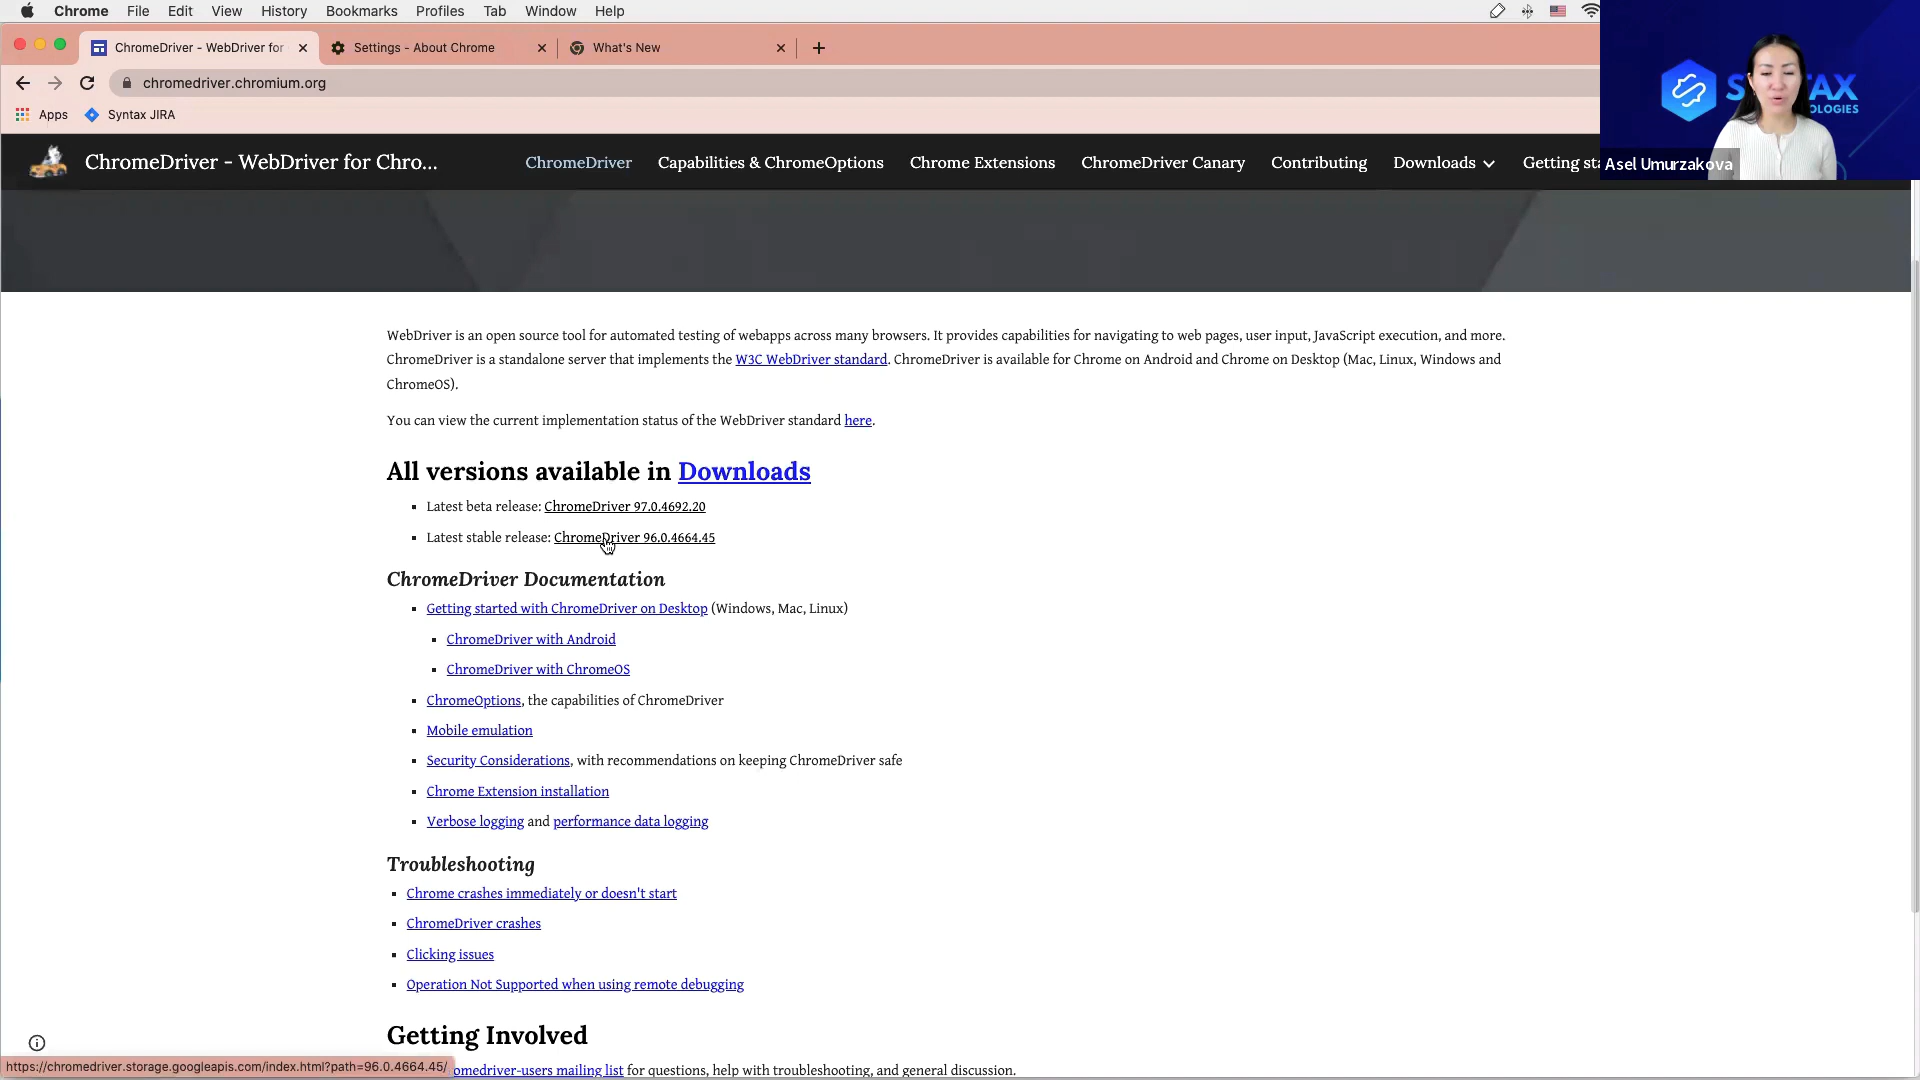 Chrome File Edit View History Bookmarks Profiles Tab Window Help
ChromeDriver - WebDriver for
Settings - About Chrome
What's New
chromedriver.chromium.org
Apps
Syntax JIRA
ChromeDriver - WebDriver for Chro...
ChromeDriver
Capabilities & ChromeOptions
Chrome Extensions
ChromeDriver Canary
Contributing
Downloads
Getting sta
Asel Umurzakova
WebDriver is an open source tool for automated testing of webapps across many browsers. It provides capabilities for navigating to web pages, user input, JavaScript execution, and more.
ChromeDriver is a standalone server that implements the W3C WebDriver standard. ChromeDriver is available for Chrome on Android and Chrome on Desktop (Mac, Linux, Windows and
ChromeOS).
You can view the current implementation status of the WebDriver standard here.
All versions available in Downloads
Latest beta release: ChromeDriver 97.0.4692.20
Latest stable release: ChromeDriver 96.0.4664.45
ChromeDriver Documentation
Getting started with ChromeDriver on Desktop (Windows, Mac, Linux)
ChromeDriver with Android
ChromeDriver with ChromeOS
ChromeOptions, the capabilities of ChromeDriver
Mobile emulation
Security Considerations, with recommendations on keeping ChromeDriver safe
Chrome Extension installation
Verbose logging and performance data logging
Troubleshooting
Chrome crashes immediately or doesn't start
ChromeDriver crashes
Clicking issues
Operation Not Supported when using remote debugging
Getting Involved
omedriver-users mailing list for questions, help with troubleshooting, and general discussion.
https://chromedriver.storage.googleapis.com/index.html?path=96.0.4664.45/